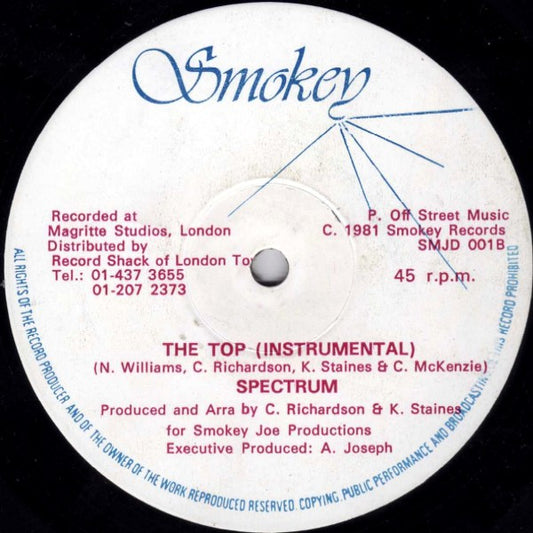 Smokey
Recorded at
Magritte Studios, London
Distributed by
Record Shack of London
Tel.: 01-437 3655
01-207 2373
P. Off Street Music
C. 1981 Smokey Records
SMJD 001B
45 r.p.m.
THE TOP (INSTRUMENTAL)
(N. Williams, C. Richardson, K. Staines & C. McKenzie)
SPECTRUM
Produced and Arra by C. Richardson & K. Staines
for Smokey Joe Productions
Executive Produced: A. Joseph
ALL RIGHTS OF THE RECORD PRODUCER AND OF THE OWNER OF THE WORK REPRODUCED RESERVED. COPYING, PUBLIC PERFORMANCE AND BROADCASTING THIS RECORD PROHIBITED